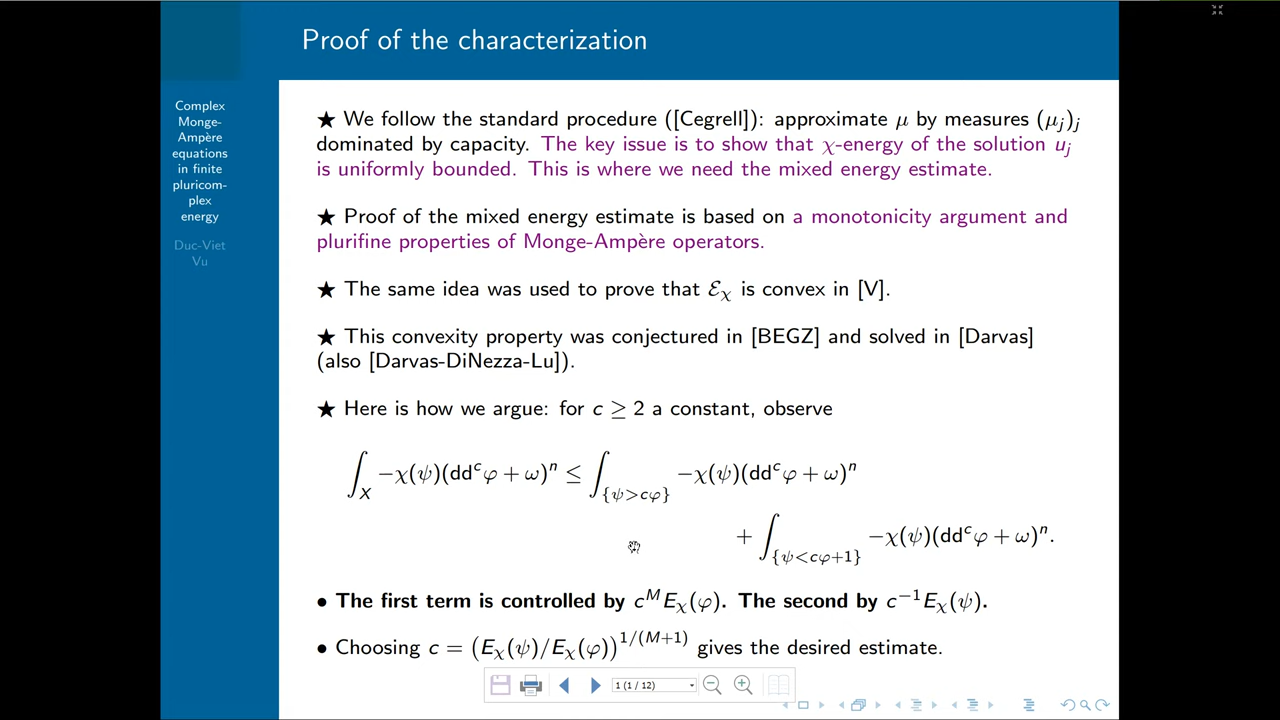 Proof of the characterization
Complex
Monge-
Ampère
equations
in finite
pluricom-
plex
energy
Duc-Viet
Vu
★ We follow the standard procedure ([Cegrell]): approximate μ by measures (μ_j)_j
dominated by capacity. The key issue is to show that χ-energy of the solution u_j
is uniformly bounded. This is where we need the mixed energy estimate.
★ Proof of the mixed energy estimate is based on a monotonicity argument and
plurifine properties of Monge-Ampère operators.
★ The same idea was used to prove that ℰ_χ is convex in [V].
★ This convexity property was conjectured in [BEGZ] and solved in [Darvas]
(also [Darvas-DiNezza-Lu]).
★ Here is how we argue: for c ≥ 2 a constant, observe
∫_X −χ(ψ)(dd^cφ + ω)^n ≤ ∫_{ψ>cφ} −χ(ψ)(dd^cφ + ω)^n
+ ∫_{ψ<cφ+1} −χ(ψ)(dd^cφ + ω)^n.
• The first term is controlled by c^M E_χ(φ). The second by c^{−1}E_χ(ψ).
• Choosing c = (E_χ(ψ)/E_χ(φ))^{1/(M+1)} gives the desired estimate.
1 (1 / 12)